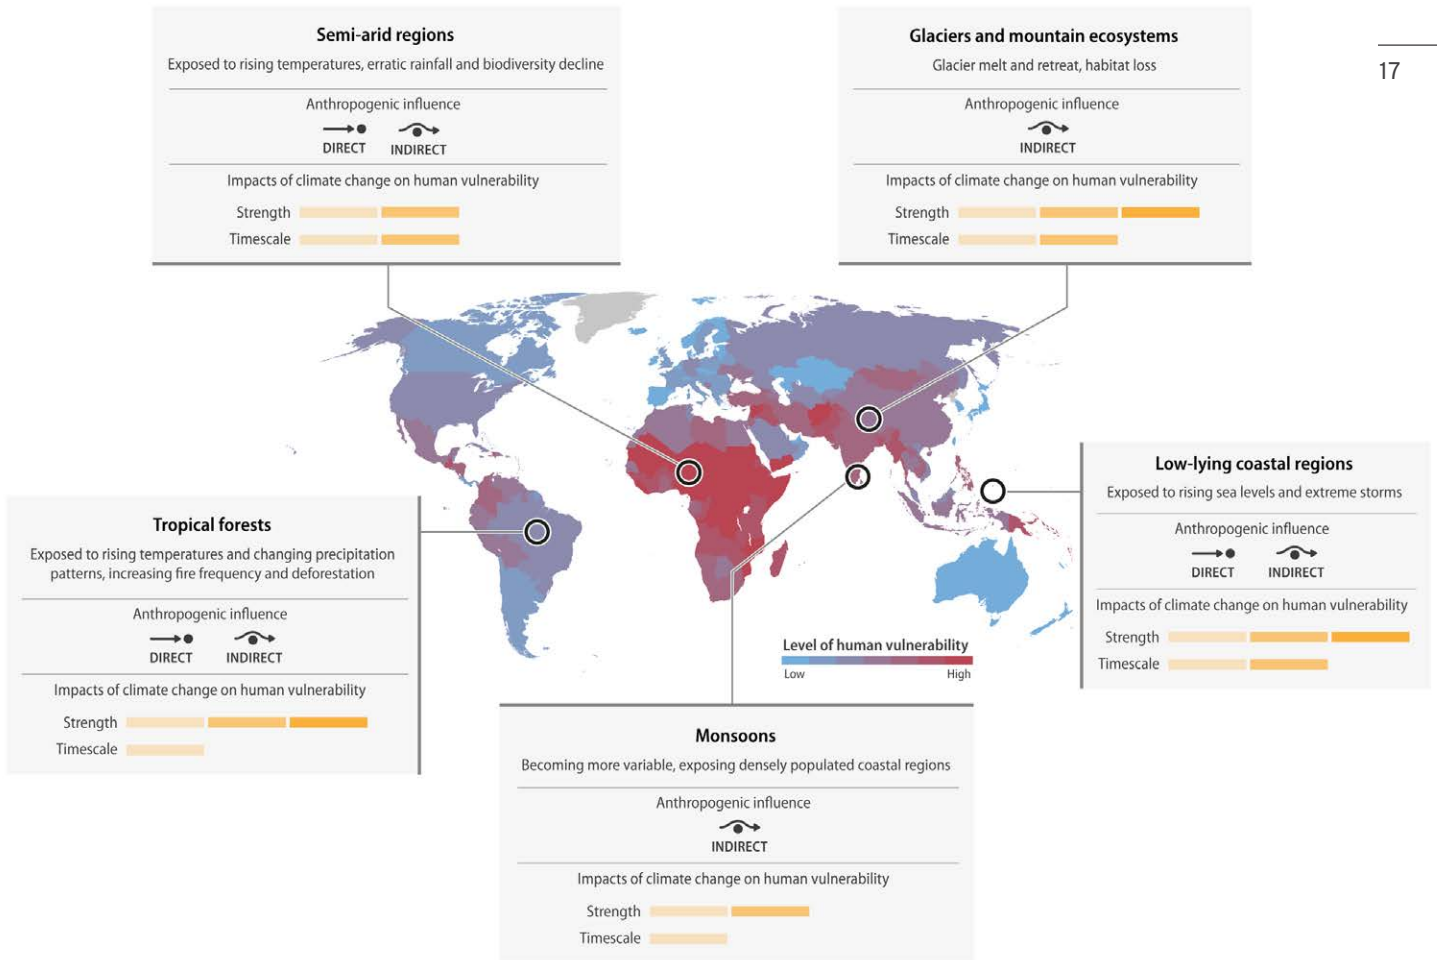 Semi-arid regions
Exposed to rising temperatures, erratic rainfall and biodiversity decline
Anthropogenic influence
DIRECT INDIRECT
Impacts of climate change on human vulnerability
Strength
Timescale
Glaciers and mountain ecosystems
Glacier melt and retreat, habitat loss
Anthropogenic influence
INDIRECT
Impacts of climate change on human vulnerability
Strength
Timescale
17
Low-lying coastal regions
Exposed to rising sea levels and extreme storms
Anthropogenic influence
DIRECT INDIRECT
Impacts of climate change on human vulnerability
Strength
Timescale
Tropical forests
Exposed to rising temperatures and changing precipitation
patterns, increasing fire frequency and deforestation
Anthropogenic influence
DIRECT INDIRECT
Impacts of climate change on human vulnerability
Strength
Timescale
Level of human vulnerability
Low High
Monsoons
Becoming more variable, exposing densely populated coastal regions
Anthropogenic influence
INDIRECT
Impacts of climate change on human vulnerability
Strength
Timescale